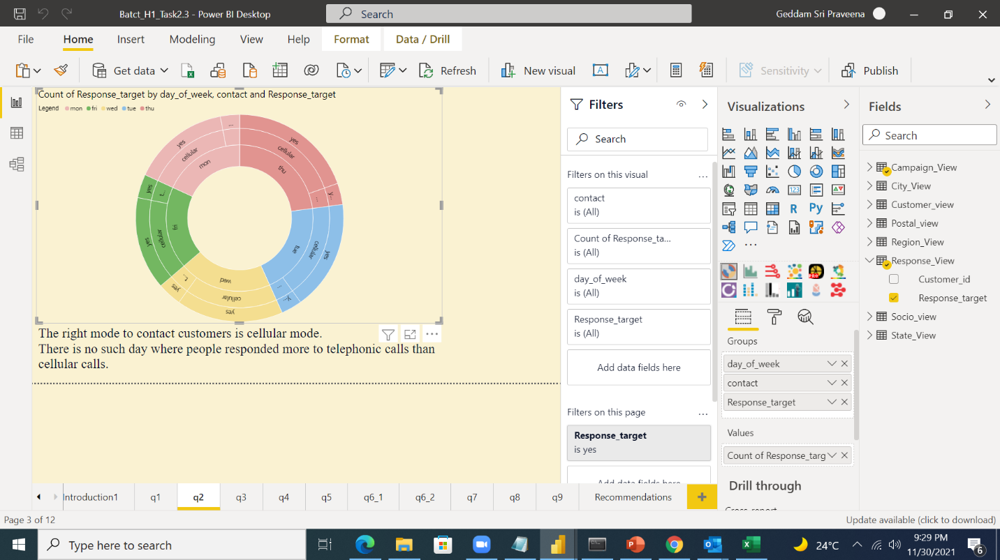 Batct_H1_Task2.3 - Power BI Desktop
Search
Geddam Sri Praveena
File Home Insert Modeling View Help Format Data / Drill
Get data Refresh New visual Sensitivity Publish
Count of Response_target by day_of_week, contact and Response_target
Legend mon fri wed tue thu
yes
cellular
mon
...
yes
cellular
thu
y...
...
yes
cellular
tue
y...
...
yes
cellular
wed
yes
t...
yes
cellular
fri
yes
t...
The right mode to contact customers is cellular mode.
There is no such day where people responded more to telephonic calls than
cellular calls.
Filters
Search
Filters on this visual
contact
is (All)
Count of Response_ta...
is (All)
day_of_week
is (All)
Response_target
is (All)
Add data fields here
Filters on this page
Response_target
is yes
Add data fields here
Visualizations
123
R
Py
PRO
Groups
day_of_week
contact
Response_target
Values
Count of Response_targ
Drill through
Cross-report
Fields
Search
Campaign_View
City_View
Customer_view
Postal_view
Region_View
Response_View
Customer_id
Response_target
Socio_view
State_View
Introduction1 q1 q2 q3 q4 q5 q6_1 q6_2 q7 q8 q9 Recommendations +
Page 3 of 12
Update available (click to download)
Type here to search
24°C
9:29 PM
11/30/2021
6